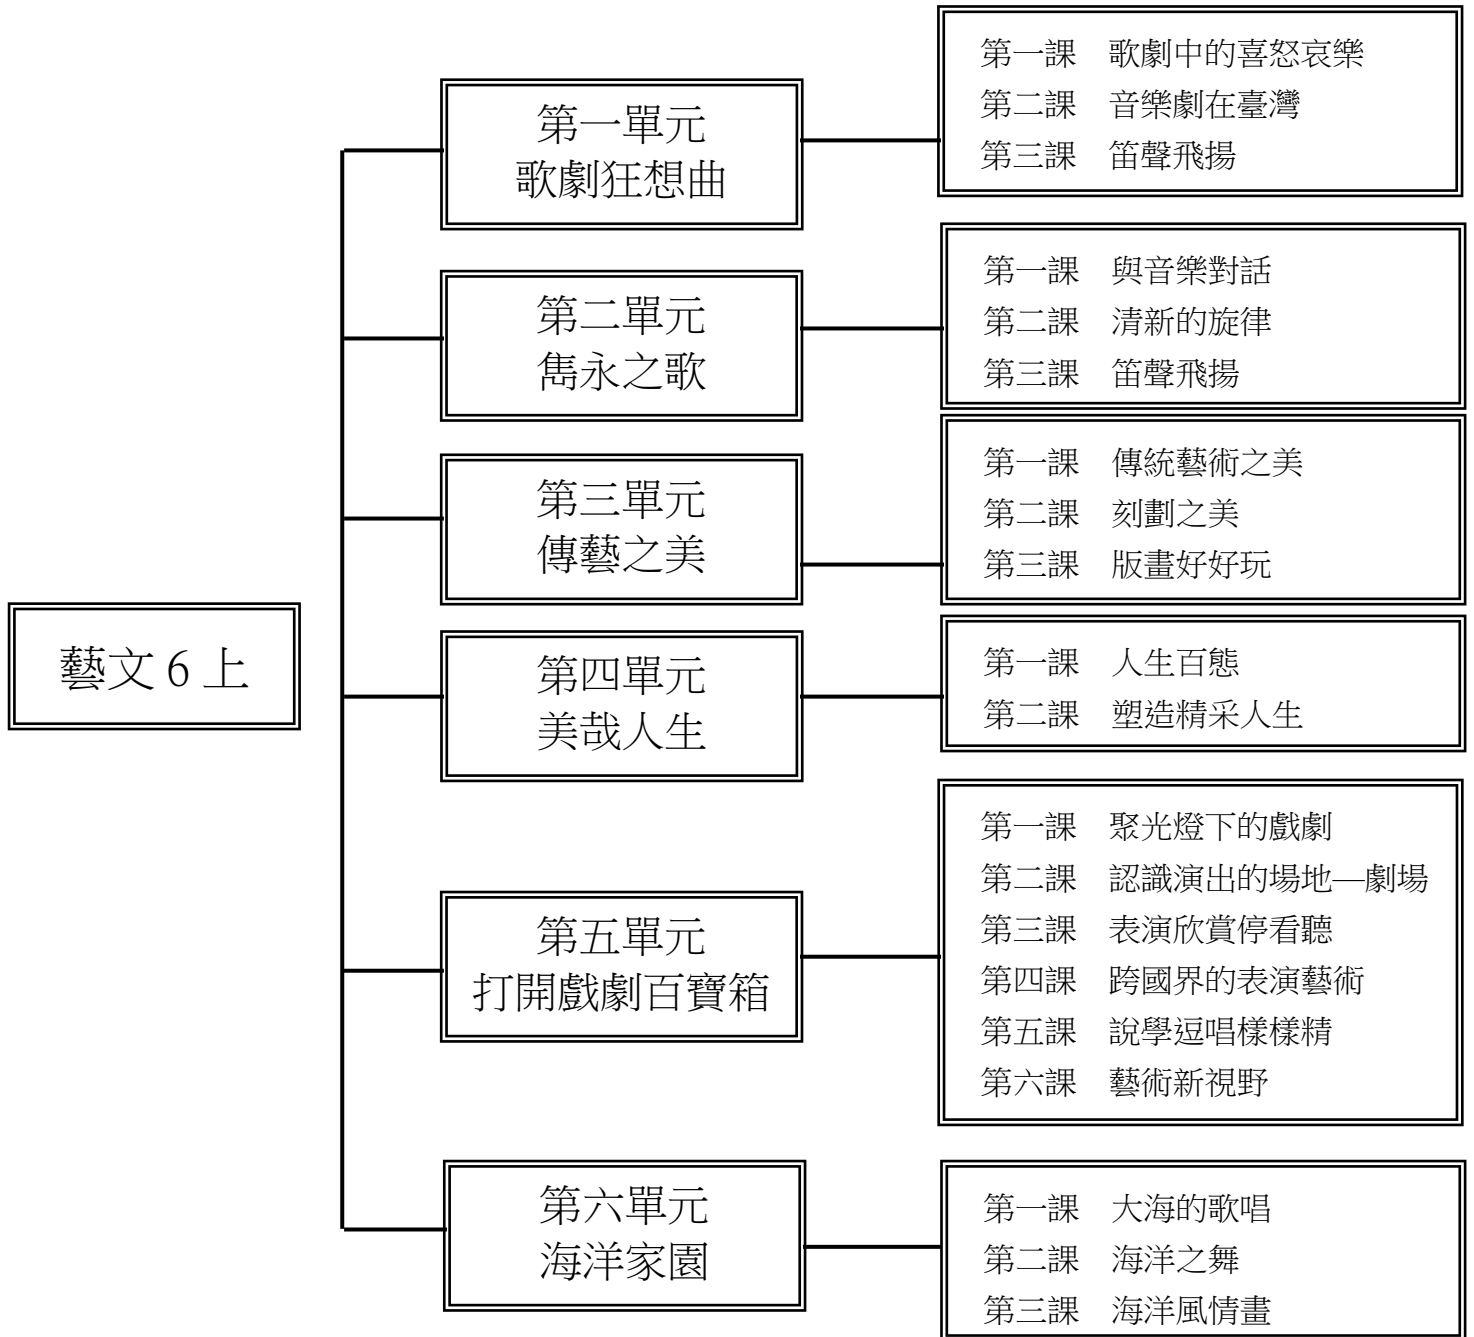 藝文 6 上
第一單元
歌劇狂想曲
第一課 歌劇中的喜怒哀樂
第二課 音樂劇在臺灣
第三課 笛聲飛揚
第二單元
雋永之歌
第一課 與音樂對話
第二課 清新的旋律
第三課 笛聲飛揚
第三單元
傳藝之美
第一課 傳統藝術之美
第二課 刻劃之美
第三課 版畫好好玩
第四單元
美哉人生
第一課 人生百態
第二課 塑造精采人生
第五單元
打開戲劇百寶箱
第一課 聚光燈下的戲劇
第二課 認識演出的場地—劇場
第三課 表演欣賞停看聽
第四課 跨國界的表演藝術
第五課 說學逗唱樣樣精
第六課 藝術新視野
第六單元
海洋家園
第一課 大海的歌唱
第二課 海洋之舞
第三課 海洋風情畫